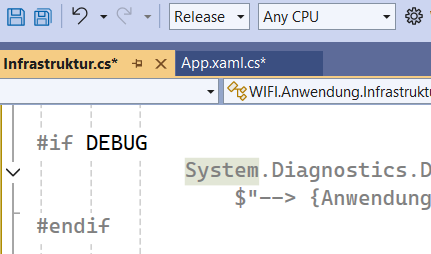 Release Any CPU
Infrastruktur.cs* App.xaml.cs*
WIFI.Anwendung.Infrastruktu
#if DEBUG
System.Diagnostics.D
$"--> {Anwendung
#endif